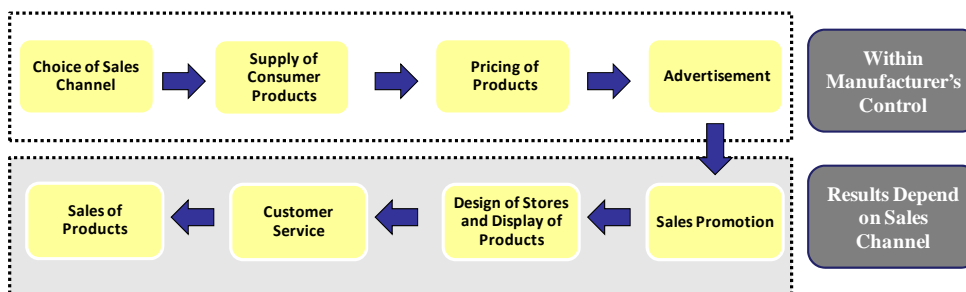 Choice of Sales
Channel
Supply of
Consumer
Products
Pricing of
Products
Advertisement
Within
Manufacturer's
Control
Sales of
Products
Customer
Service
Design of Stores
and Display of
Products
Sales Promotion
Results Depend
on Sales
Channel